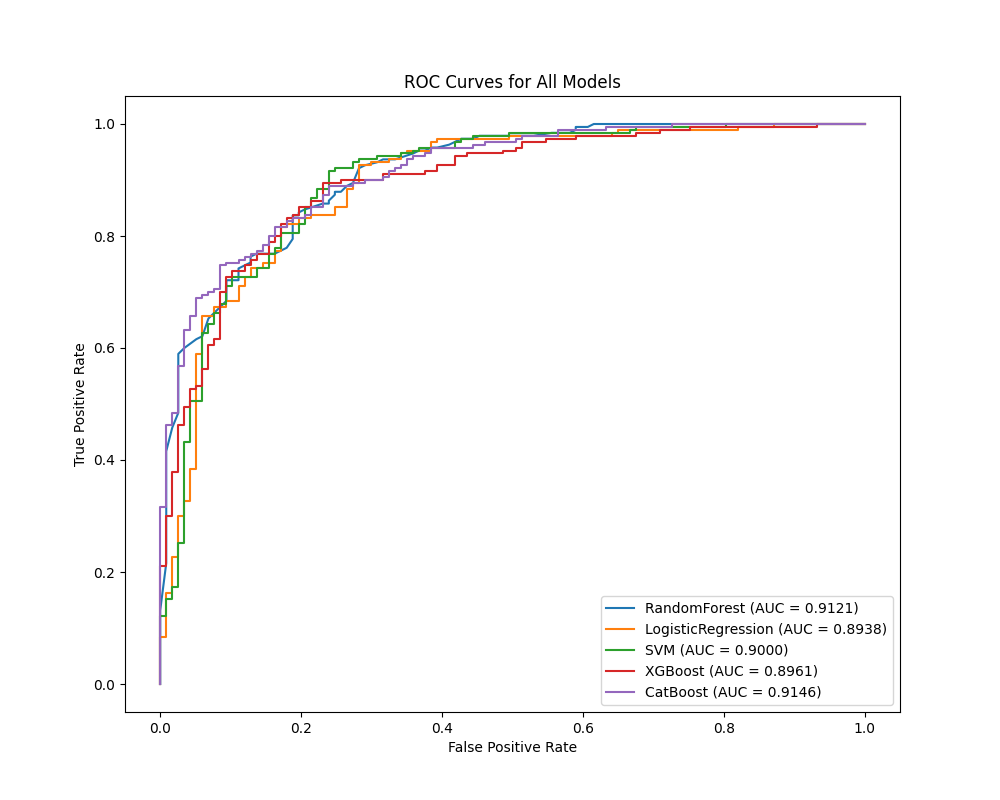 ROC Curves for All Models
1.0
0.8
0.6
0.4
0.2
0.0
True Positive Rate
0.0 0.2 0.4 0.6 0.8 1.0
False Positive Rate
RandomForest (AUC = 0.9121)
LogisticRegression (AUC = 0.8938)
SVM (AUC = 0.9000)
XGBoost (AUC = 0.8961)
CatBoost (AUC = 0.9146)